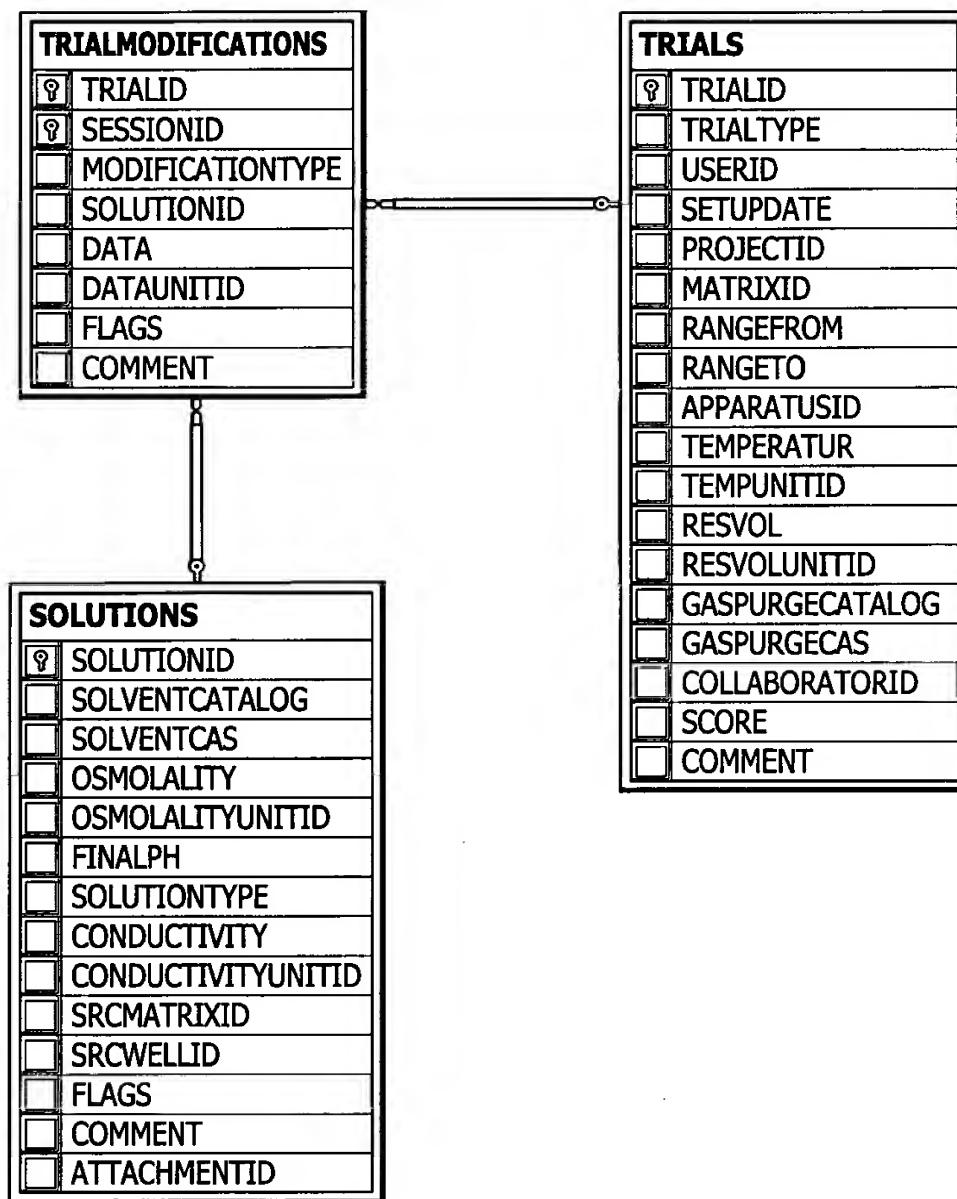 TRIALMODIFICATIONS
TRIALID
SESSIONID
MODIFICATIONTYPE
SOLUTIONID
DATA
DATAUNITID
FLAGS
COMMENT
TRIALS
TRIALID
TRIALTYPE
USERID
SETUPDATE
PROJECTID
MATRIXID
RANGEFROM
RANGETO
APPARATUSID
TEMPERATUR
TEMPUNITID
RESVOL
RESVOLUNITID
GASPURGECATALOG
GASPURGECAS
COLLABORATORID
SCORE
COMMENT
SOLUTIONS
SOLUTIONID
SOLVENTCATALOG
SOLVENTCAS
OSMOLALITY
OSMOLALITYUNITID
FINALPH
SOLUTIONTYPE
CONDUCTIVITY
CONDUCTIVITYUNITID
SRCMATRIXID
SRCWELLID
FLAGS
COMMENT
ATTACHMENTID